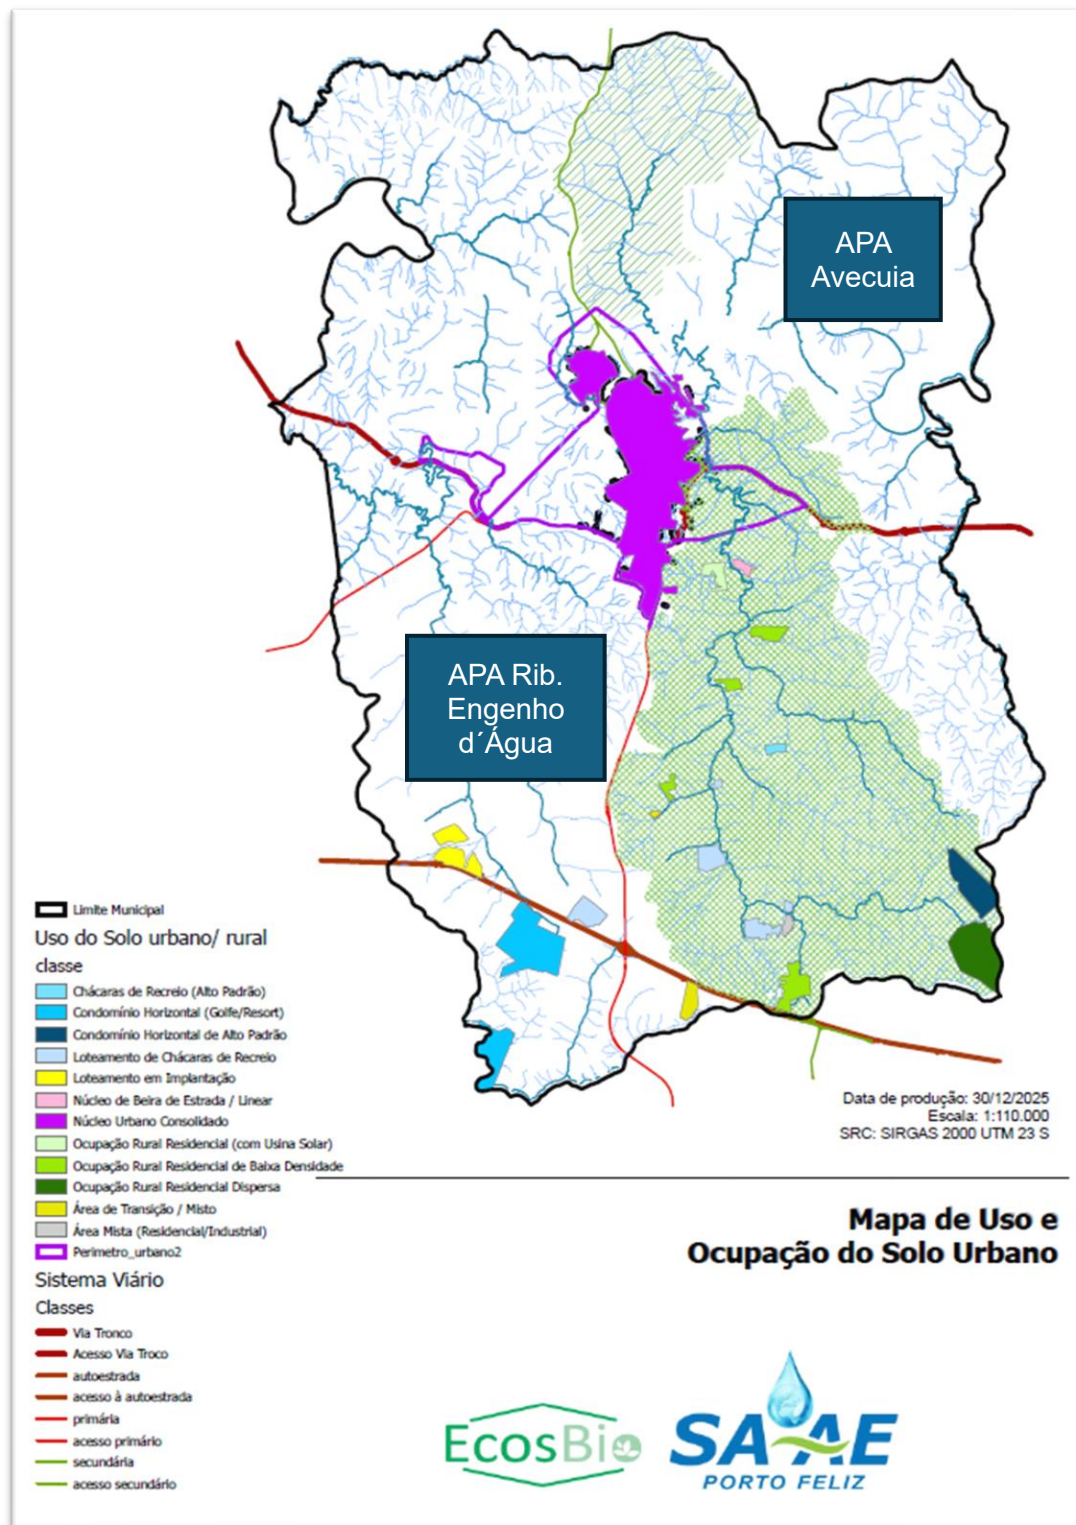 APA
Avecuia
APA Rib.
Engenho
d´Água
Limite Municipal
Uso do Solo urbano/ rural
classe
Chácaras de Recreio (Alto Padrão)
Condomínio Horizontal (Golfe/Resort)
Condomínio Horizontal de Alto Padrão
Loteamento de Chácaras de Recreio
Loteamento em Implantação
Núcleo de Beira de Estrada / Linear
Núcleo Urbano Consolidado
Ocupação Rural Residencial (com Usina Solar)
Ocupação Rural Residencial de Baixa Densidade
Ocupação Rural Residencial Dispersa
Área de Transição / Misto
Área Mista (Residencial/Industrial)
Perimetro_urbano2
Sistema Viário
Classes
Via Tronco
Acesso Via Troco
autoestrada
acesso à autoestrada
primária
acesso primário
secundária
acesso secundário
Data de produção: 30/12/2025
Escala: 1:110.000
SRC: SIRGAS 2000 UTM 23 S
Mapa de Uso e
Ocupação do Solo Urbano
EcosBio
SAAE
PORTO FELIZ